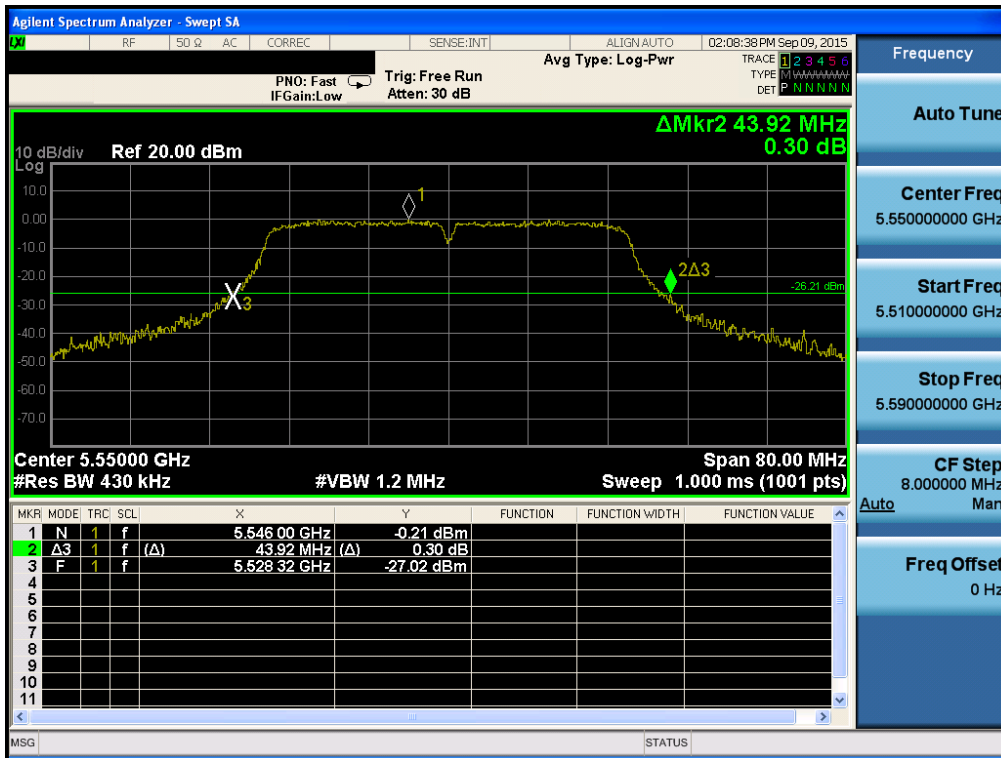 Agilent Spectrum Analyzer - Swept SA
LXI RF 50 Ω AC CORREC SENSE:INT ALIGN AUTO 02:08:38 PM Sep 09, 2015
Frequency
Avg Type: Log-Pwr
TRACE 1 2 3 4 5 6
PNO: Fast Trig: Free Run
TYPE M
IFGain:Low Atten: 30 dB
DET P N N N N N
Auto Tune
ΔMkr2 43.92 MHz
0.30 dB
10 dB/div Ref 20.00 dBm
Log
10.0
0.00
-10.0
-20.0
-30.0
-40.0
-50.0
-60.0
-70.0
1
2Δ3
-26.21 dBm
3
Center Freq
5.550000000 GHz
Start Freq
5.510000000 GHz
Stop Freq
5.590000000 GHz
Center 5.55000 GHz Span 80.00 MHz
#Res BW 430 kHz #VBW 1.2 MHz Sweep 1.000 ms (1001 pts)
CF Step
8.000000 MHz
Auto Man
Freq Offset
0 Hz
MKR MODE TRC SCL X Y FUNCTION FUNCTION WIDTH FUNCTION VALUE
1 N 1 f 5.546 00 GHz -0.21 dBm
2 Δ3 1 f (Δ) 43.92 MHz (Δ) 0.30 dB
3 F 1 f 5.528 32 GHz -27.02 dBm
4
5
6
7
8
9
10
11
MSG STATUS